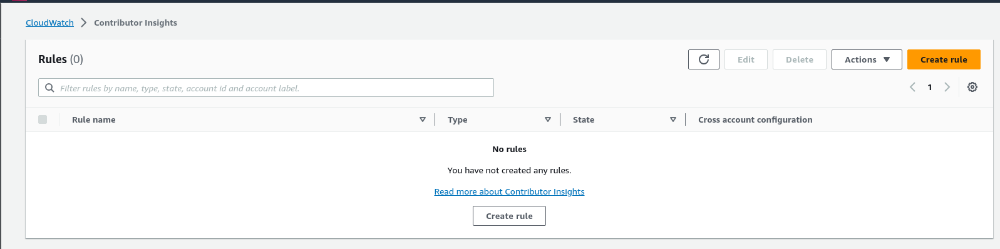 CloudWatch > Contributor Insights
Rules (0)
Edit
Delete
Actions
Create rule
Filter rules by name, type, state, account id and account label.
1
Rule name
Type
State
Cross account configuration
No rules
You have not created any rules.
Read more about Contributor Insights
Create rule